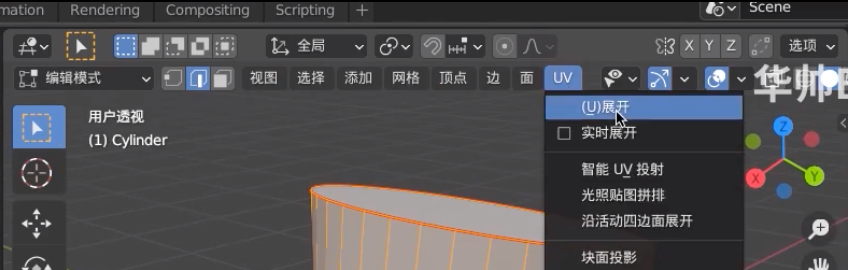 mation Rendering Compositing Scripting + Scene
全局 X Y Z 选项
编辑模式 视图 选择 添加 网格 顶点 边 面 UV
华帅
用户透视
(1) Cylinder
(U)展开
实时展开
智能 UV 投射
光照贴图拼排
沿活动四边面展开
块面投影
Z
X
Y